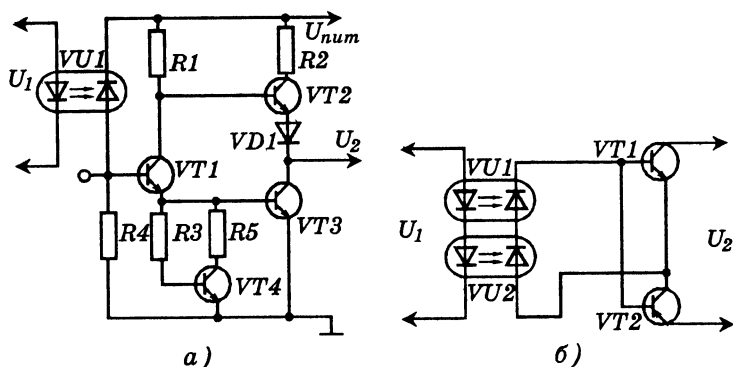 VU1
U₁
R1
Uпит
R2
VT2
VD1
U₂
VT1
R4
R3
R5
VT3
VT4
а)
VT1
VU1
U₁
U₂
VU2
VT2
б)